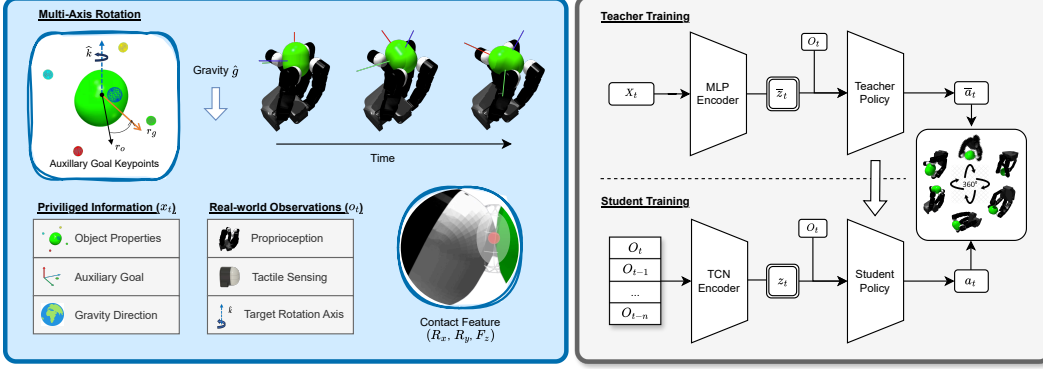 Multi-Axis Rotation
k̂
r_g
r_o
Auxillary Goal Keypoints
Gravity ĝ
Time
Priviliged Information (x_t)
Object Properties
Auxiliary Goal
Gravity Direction
Real-world Observations (o_t)
Proprioception
Tactile Sensing
k̂
Target Rotation Axis
Contact Feature
(R_x, R_y, F_z)
Teacher Training
X_t
MLP
Encoder
z̅_t
O_t
Teacher
Policy
a̅_t
360°
Student Training
O_t
O_{t-1}
...
O_{t-n}
TCN
Encoder
z_t
O_t
Student
Policy
a_t